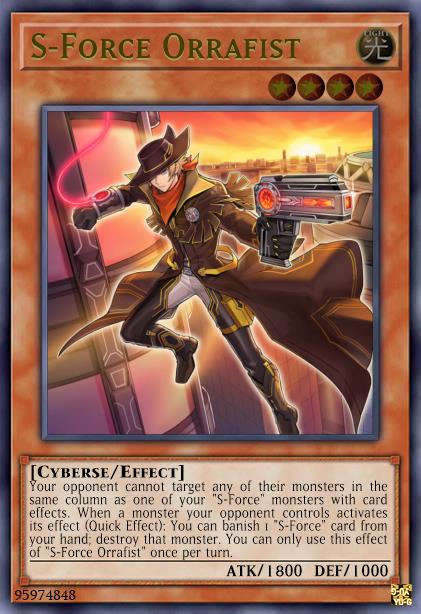 S-Force Orrafist
LIGHT
光
[Cyberse/Effect]
Your opponent cannot target any of their monsters in the
same column as one of your "S-Force" monsters with card
effects. When a monster your opponent controls activates
its effect (Quick Effect): You can banish 1 "S-Force" card from
your hand; destroy that monster. You can only use this effect
of "S-Force Orrafist" once per turn.
ATK/1800 DEF/1000
95974848